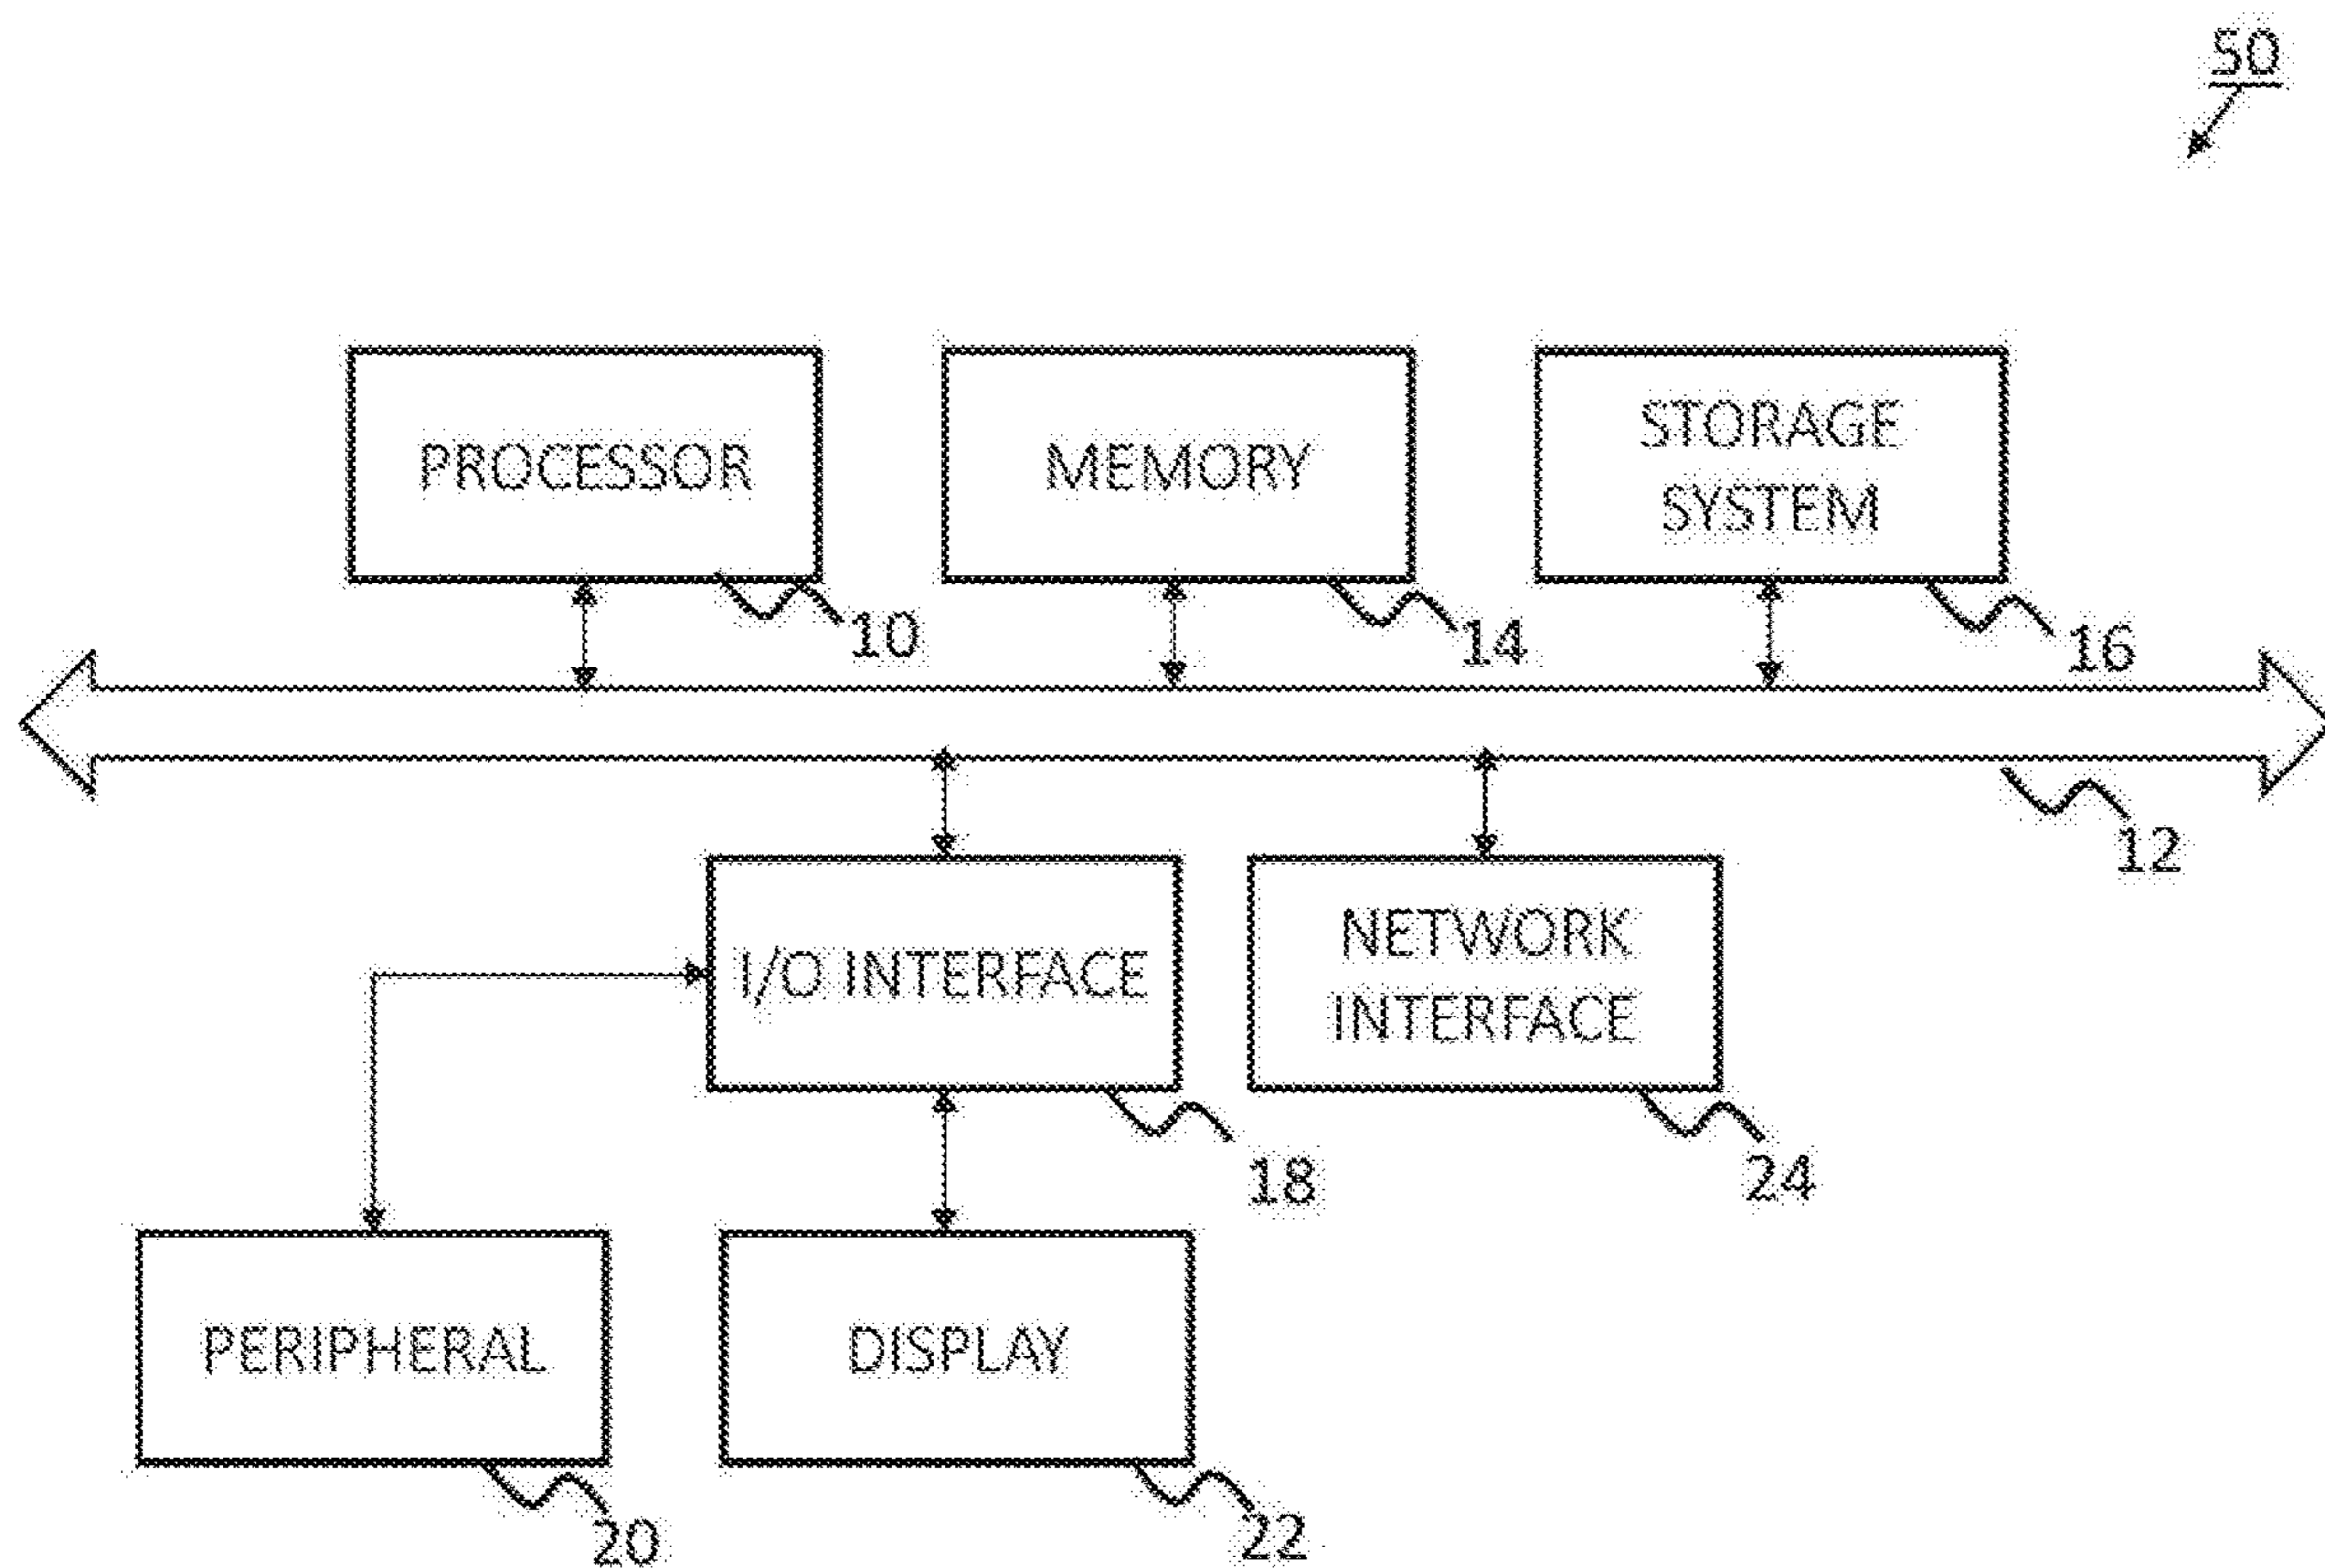 50
PROCESSOR
MEMORY
STORAGE
SYSTEM
10
14
16
12
I/O INTERFACE
NETWORK
INTERFACE
18
24
PERIPHERAL
DISPLAY
20
22